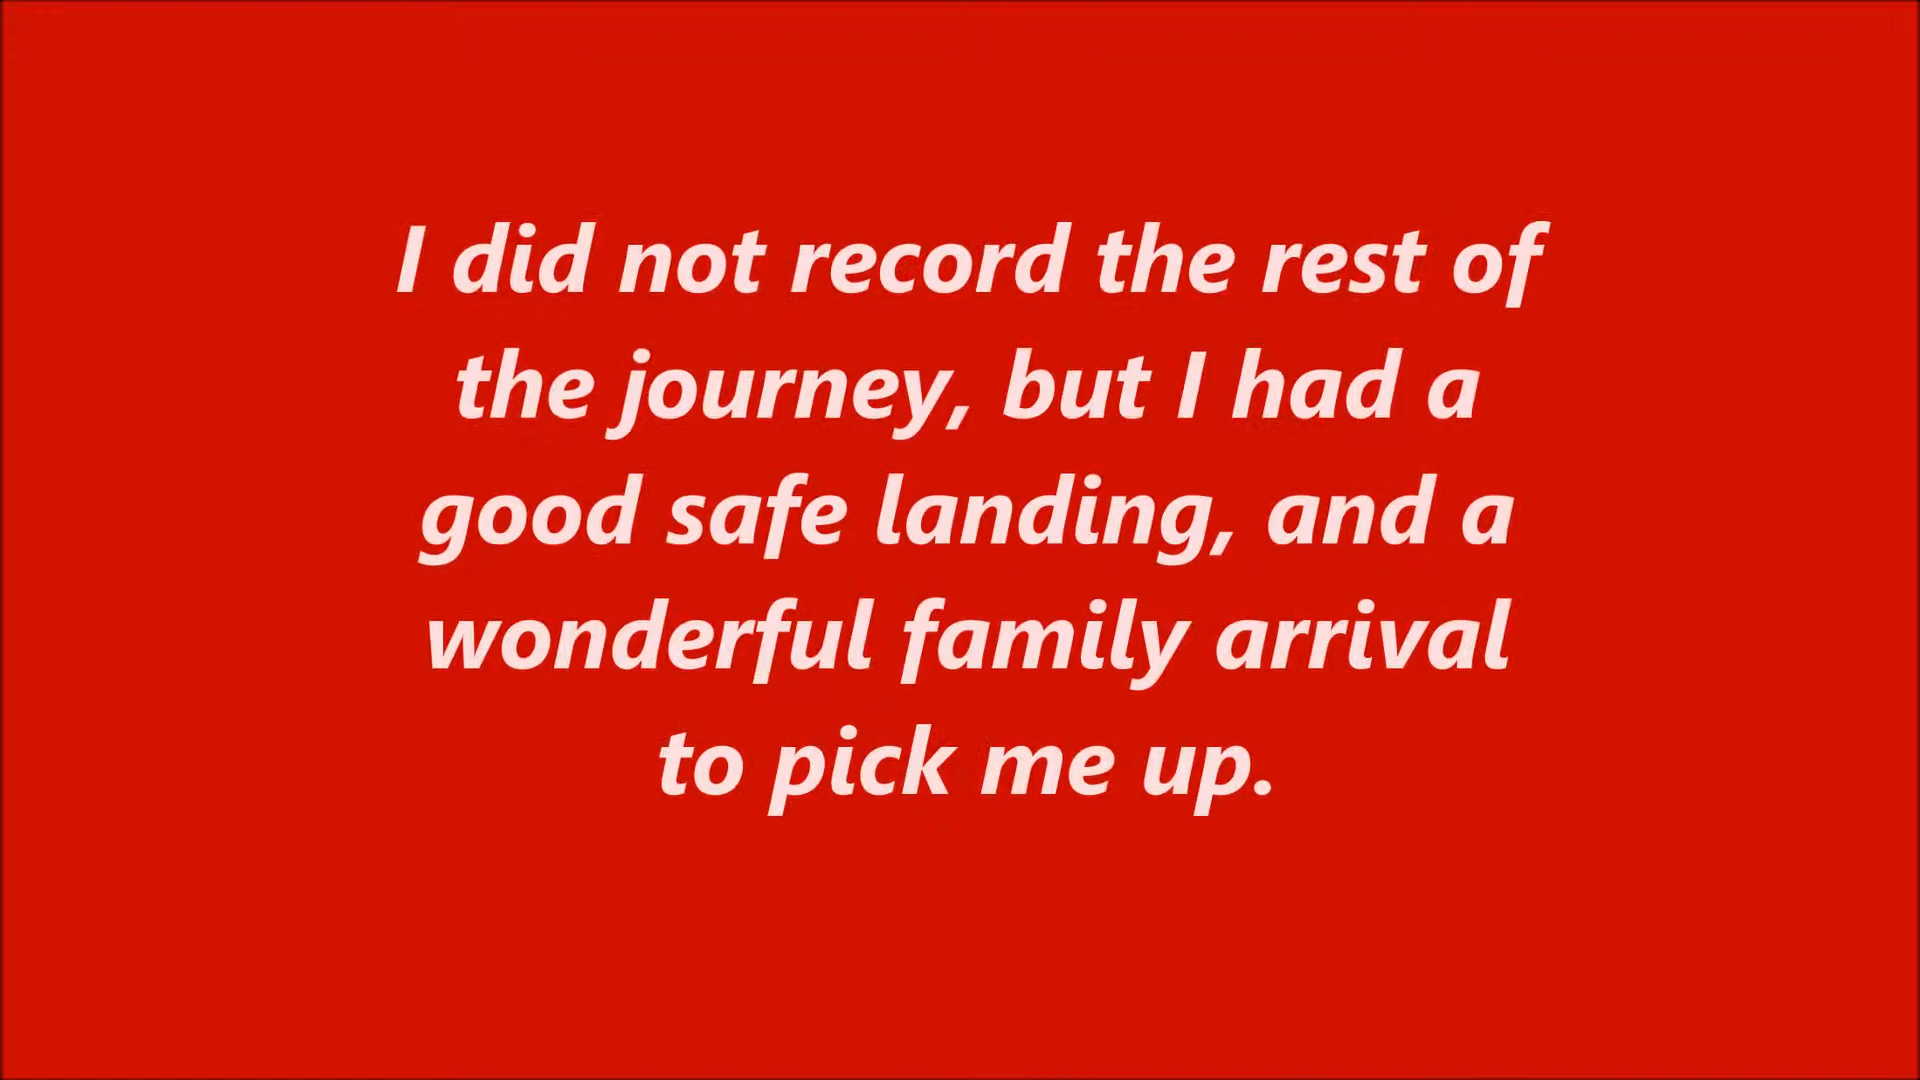 I did not record the rest of
the journey, but I had a
good safe landing, and a
wonderful family arrival
to pick me up.